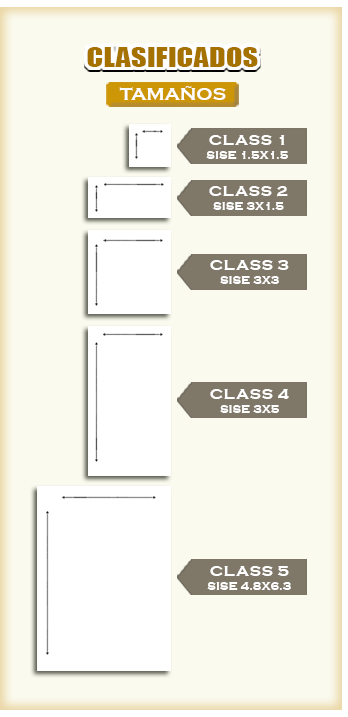 CLASIFICADOS
TAMAÑOS
CLASS 1
SISE 1.5X1.5
CLASS 2
SISE 3X1.5
CLASS 3
SISE 3X3
CLASS 4
SISE 3X5
CLASS 5
SISE 4.8X6.3